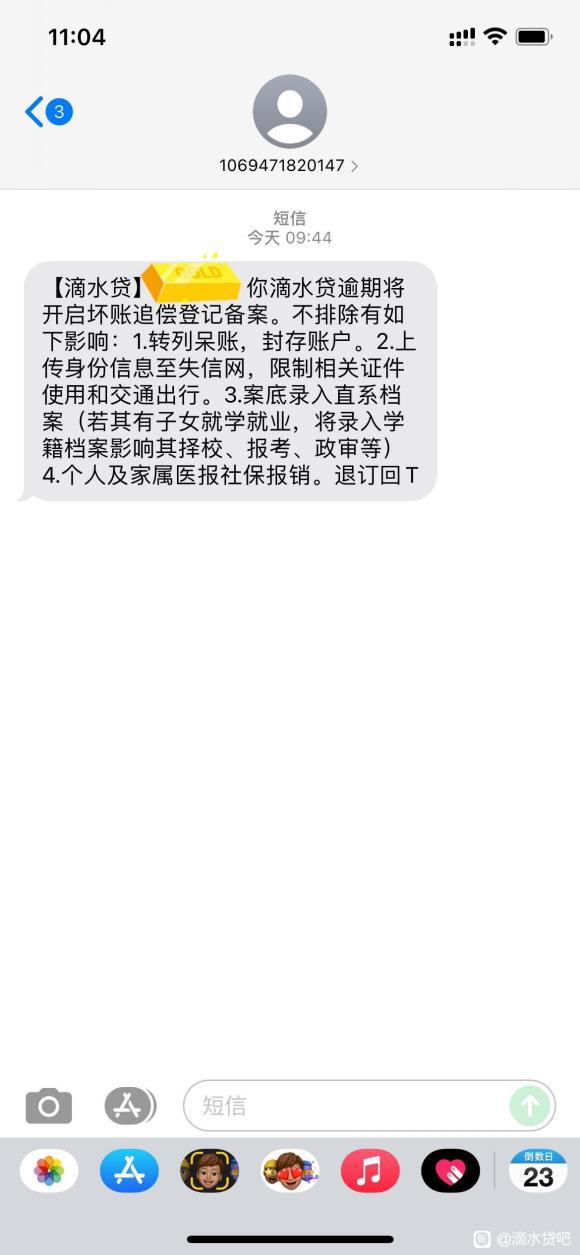 11:04
3
1069471820147
短信
今天 09:44
【滴水贷】GOLD 你滴水贷逾期将
开启坏账追偿登记备案。不排除有如
下影响：1.转列呆账，封存账户。2.上
传身份信息至失信网，限制相关证件
使用和交通出行。3.案底录入直系档
案（若其有子女就学就业，将录入学
籍档案影响其择校、报考、政审等）
4.个人及家属医报社保报销。退订回T
短信
倒数日
23
贴 @滴水贷吧